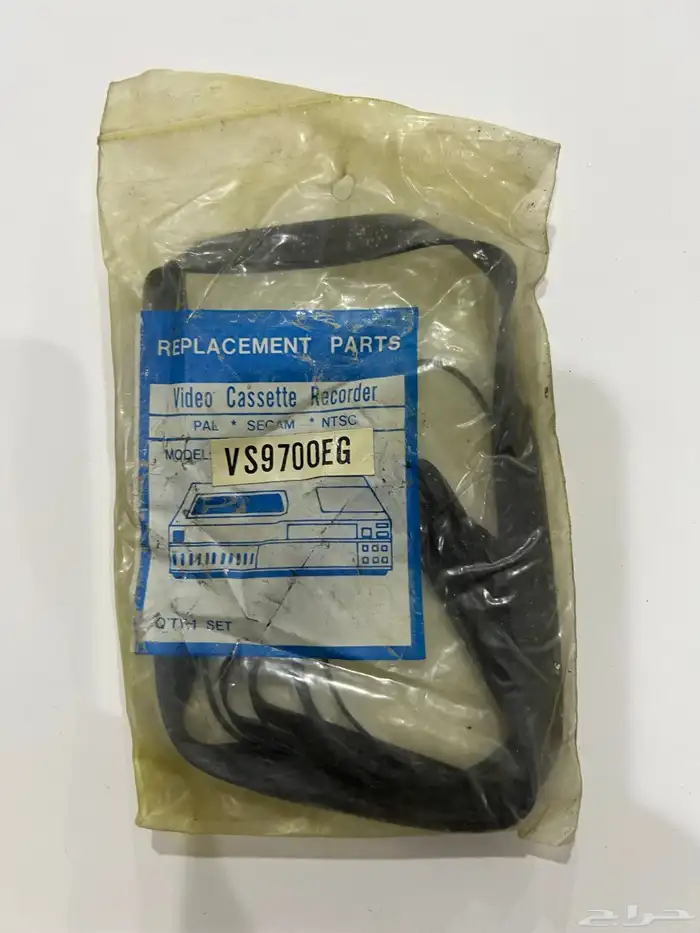 REPLACEMENT PARTS
Video Cassette Recorder
PAL * SECAM * NTSC
MODEL
VS9700EG
Q'TY-1 SET
حراج